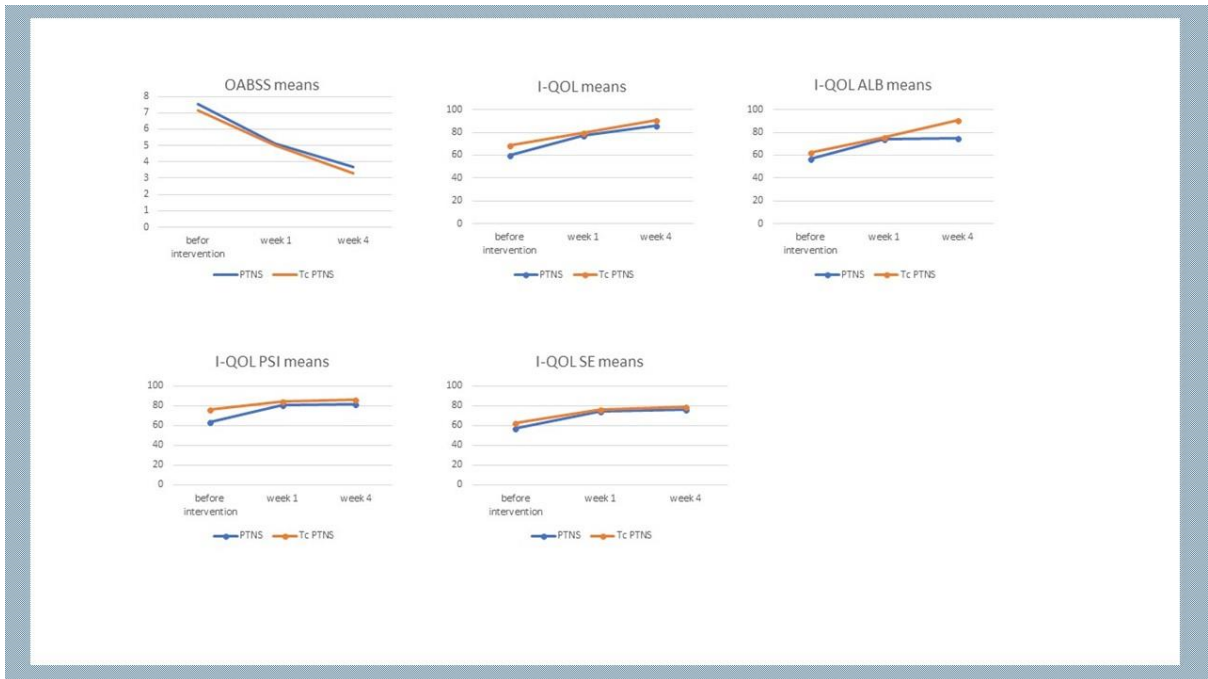 OABSS means
8
7
6
5
4
3
2
1
0
befor
intervention
week 1
week 4
PTNS
Tc PTNS
I-QOL means
100
80
60
40
20
0
before
intervention
week 1
week 4
PTNS
Tc PTNS
I-QOL ALB means
100
80
60
40
20
0
before
intervention
week 1
week 4
PTNS
Tc PTNS
I-QOL PSI means
100
80
60
40
20
0
before
intervention
week 1
week 4
PTNS
Tc PTNS
I-QOL SE means
100
80
60
40
20
0
before
intervention
week 1
week 4
PTNS
Tc PTNS